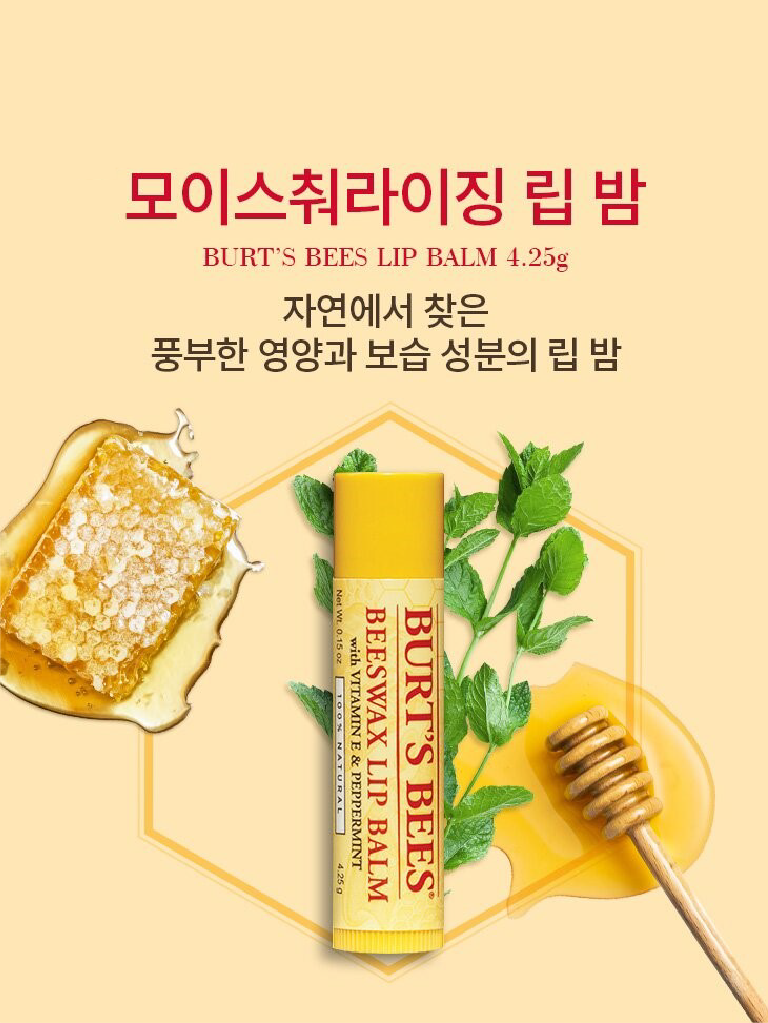 모이스춰라이징 립 밤
BURT'S BEES LIP BALM 4.25g
자연에서 찾은
풍부한 영양과 보습 성분의 립 밤
BURT'S BEES®
BEESWAX LIP BALM
with VITAMIN E & PEPPERMINT
Net Wt. 0.15 oz 100% NATURAL 4.25 g